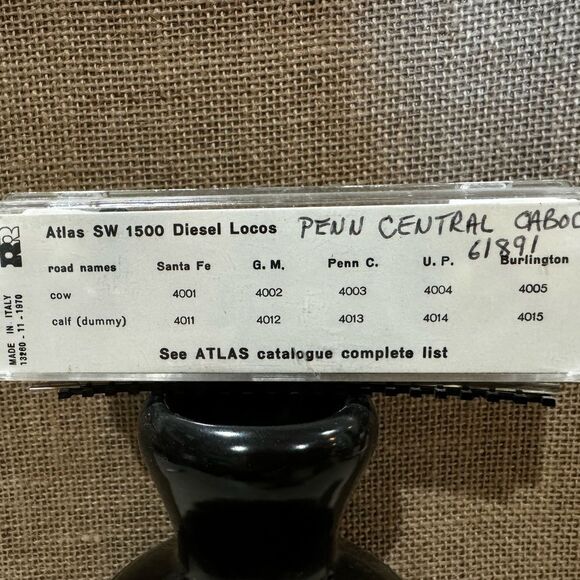 Atlas SW 1500 Diesel Locos PENN CENTRAL CABOO
61891
road names Santa Fe G. M. Penn C. U. P. Burlington
cow 4001 4002 4003 4004 4005
calf (dummy) 4011 4012 4013 4014 4015
See ATLAS catalogue complete list
MADE IN ITALY
13260 - 11 - 1970